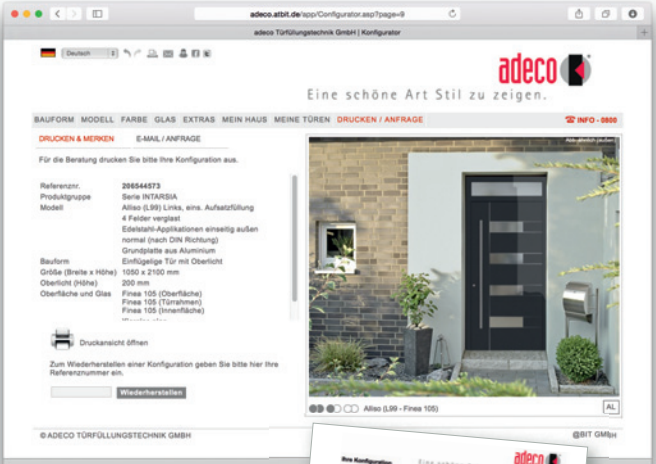 adeco.atbit.de/app/Configurator.asp?page=9
adeco Türfüllungstechnik GmbH | Konfigurator
Deutsch
adeco
Eine schöne Art Stil zu zeigen.
BAUFORM MODELL FARBE GLAS EXTRAS MEIN HAUS MEINE TÜREN DRUCKEN / ANFRAGE
INFO - 0800
DRUCKEN & MERKEN E-MAIL / ANFRAGE
Für die Beratung drucken Sie bitte Ihre Konfiguration aus.
Referenznr. 206544573
Produktgruppe Serie INTARSIA
Modell Alliso (L99) Links, eins. Aufsatzfüllung
4 Felder verglast
Edelstahl-Applikationen einseitig außen
normal (nach DIN Richtung)
Grundplatte aus Aluminium
Bauform Einflügelige Tür mit Oberlicht
Größe (Breite x Höhe) 1050 x 2100 mm
Oberlicht (Höhe) 200 mm
Oberfläche und Glas Finea 105 (Oberfläche)
Finea 105 (Türrahmen)
Finea 105 (Innenfläche)
Druckansicht öffnen
Zum Wiederherstellen einer Konfiguration geben Sie bitte hier Ihre
Referenznummer ein.
Wiederherstellen
Alliso (L99 - Finea 105)
AL
© ADECO TÜRFÜLLUNGSTECHNIK GMBH
@BIT GMBH
Ihre Konfiguration
adeco